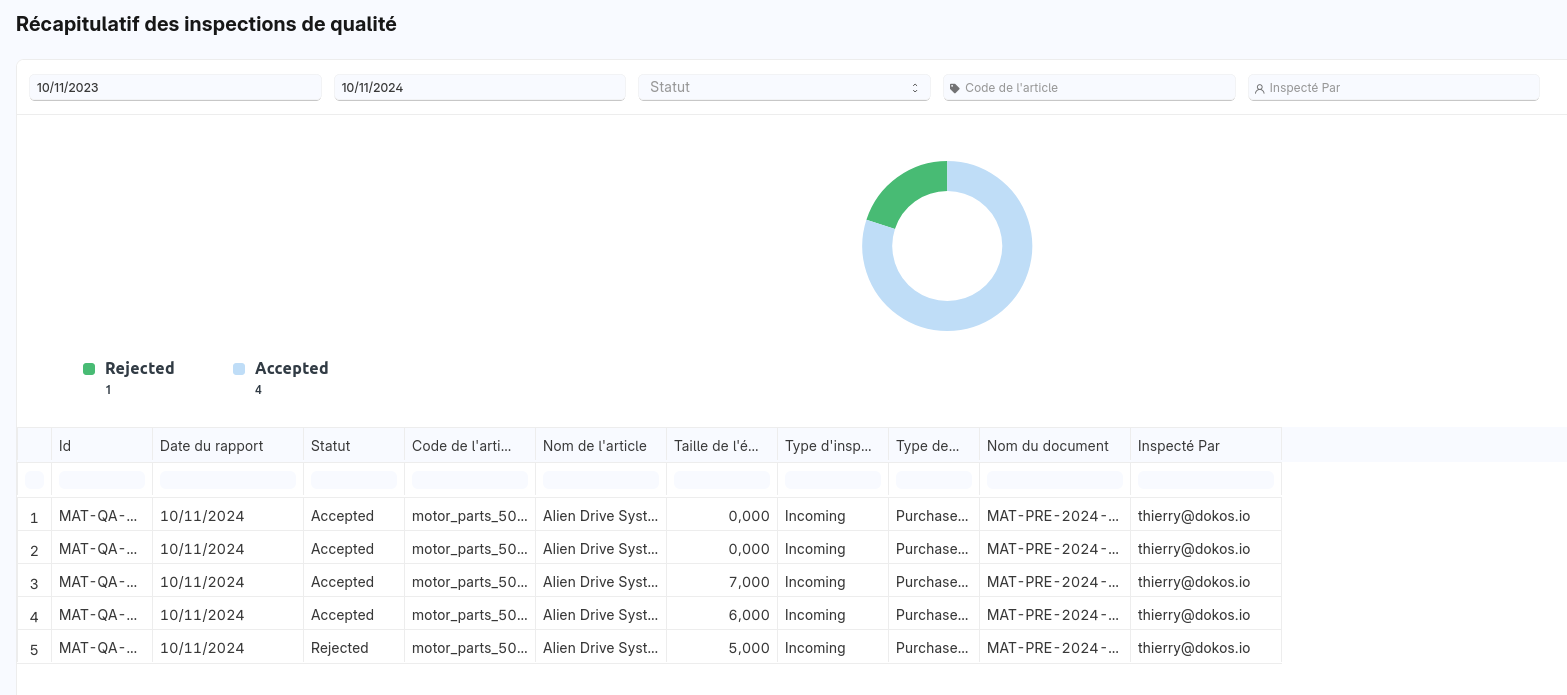 Récapitulatif des inspections de qualité
10/11/2023 10/11/2024 Statut Code de l'article Inspecté Par
Rejected Accepted
1 4
Id Date du rapport Statut Code de l'arti... Nom de l'article Taille de l'é... Type d'insp... Type de... Nom du document Inspecté Par
1 MAT-QA-... 10/11/2024 Accepted motor_parts_50... Alien Drive Syst... 0,000 Incoming Purchase... MAT-PRE-2024-... thierry@dokos.io
2 MAT-QA-... 10/11/2024 Accepted motor_parts_50... Alien Drive Syst... 0,000 Incoming Purchase... MAT-PRE-2024-... thierry@dokos.io
3 MAT-QA-... 10/11/2024 Accepted motor_parts_50... Alien Drive Syst... 7,000 Incoming Purchase... MAT-PRE-2024-... thierry@dokos.io
4 MAT-QA-... 10/11/2024 Accepted motor_parts_50... Alien Drive Syst... 6,000 Incoming Purchase... MAT-PRE-2024-... thierry@dokos.io
5 MAT-QA-... 10/11/2024 Rejected motor_parts_50... Alien Drive Syst... 5,000 Incoming Purchase... MAT-PRE-2024-... thierry@dokos.io